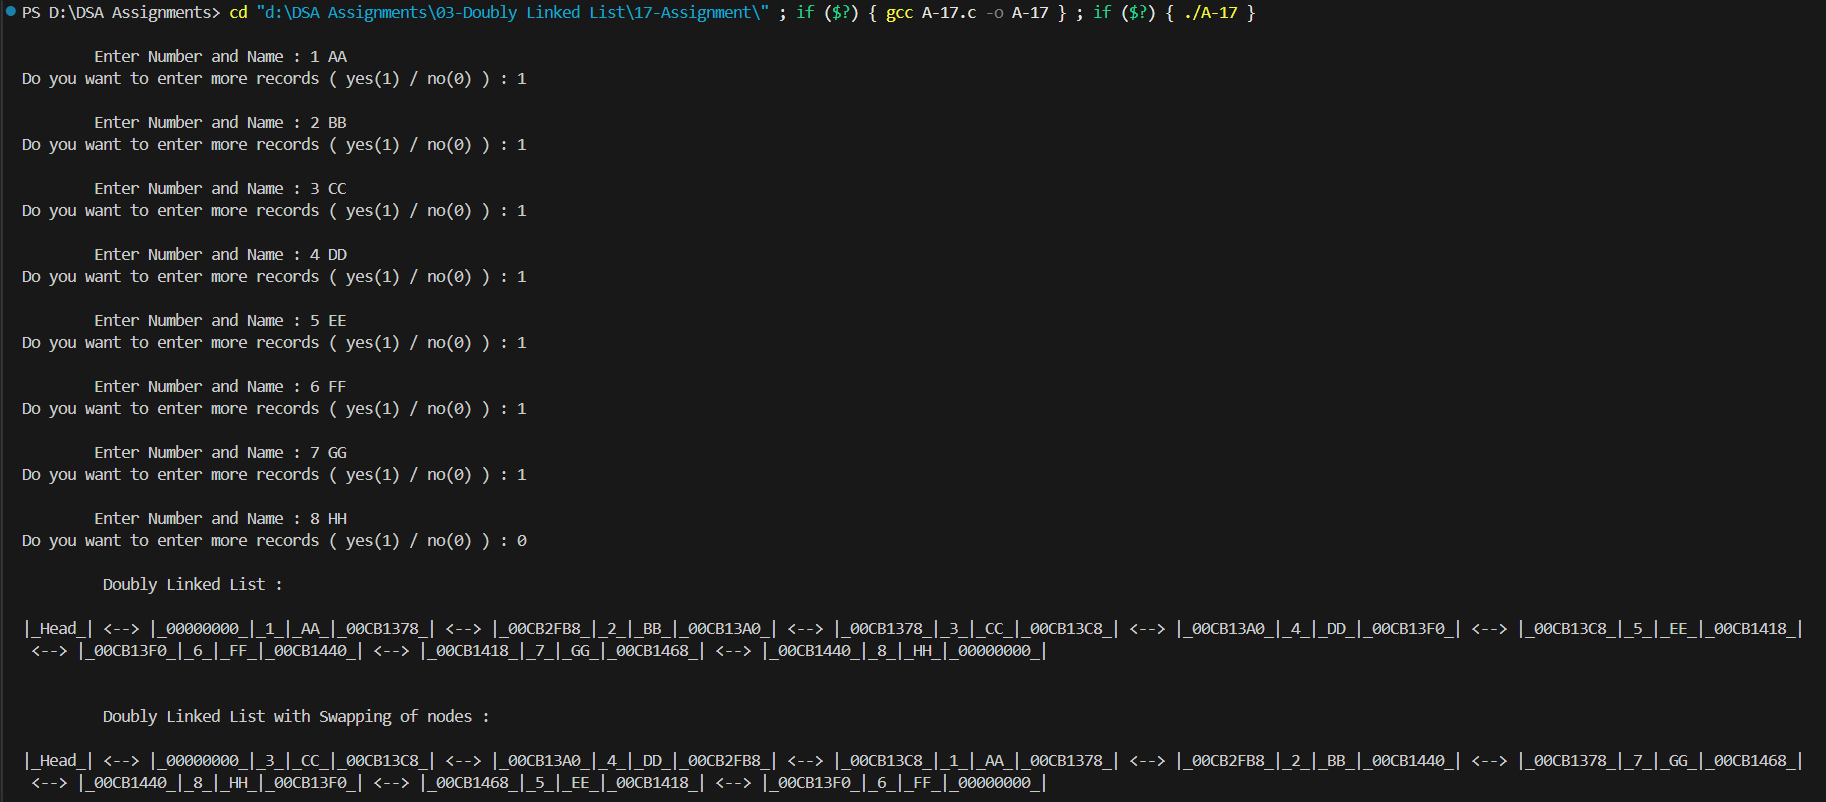 PS D:\DSA Assignments> cd "d:\DSA Assignments\03-Doubly Linked List\17-Assignment\" ; if ($?) { gcc A-17.c -o A-17 } ; if ($?) { ./A-17 }
Enter Number and Name : 1 AA
Do you want to enter more records ( yes(1) / no(0) ) : 1
Enter Number and Name : 2 BB
Do you want to enter more records ( yes(1) / no(0) ) : 1
Enter Number and Name : 3 CC
Do you want to enter more records ( yes(1) / no(0) ) : 1
Enter Number and Name : 4 DD
Do you want to enter more records ( yes(1) / no(0) ) : 1
Enter Number and Name : 5 EE
Do you want to enter more records ( yes(1) / no(0) ) : 1
Enter Number and Name : 6 FF
Do you want to enter more records ( yes(1) / no(0) ) : 1
Enter Number and Name : 7 GG
Do you want to enter more records ( yes(1) / no(0) ) : 1
Enter Number and Name : 8 HH
Do you want to enter more records ( yes(1) / no(0) ) : 0
Doubly Linked List :
|_Head_| <--> |_00000000_|_1_|_AA_|_00CB1378_| <--> |_00CB2FB8_|_2_|_BB_|_00CB13A0_| <--> |_00CB1378_|_3_|_CC_|_00CB13C8_| <--> |_00CB13A0_|_4_|_DD_|_00CB13F0_| <--> |_00CB13C8_|_5_|_EE_|_00CB1418_|
<--> |_00CB13F0_|_6_|_FF_|_00CB1440_| <--> |_00CB1418_|_7_|_GG_|_00CB1468_| <--> |_00CB1440_|_8_|_HH_|_00000000_|
Doubly Linked List with Swapping of nodes :
|_Head_| <--> |_00000000_|_3_|_CC_|_00CB13C8_| <--> |_00CB13A0_|_4_|_DD_|_00CB2FB8_| <--> |_00CB13C8_|_1_|_AA_|_00CB1378_| <--> |_00CB2FB8_|_2_|_BB_|_00CB1440_| <--> |_00CB1378_|_7_|_GG_|_00CB1468_|
<--> |_00CB1440_|_8_|_HH_|_00CB13F0_| <--> |_00CB1468_|_5_|_EE_|_00CB1418_| <--> |_00CB13F0_|_6_|_FF_|_00000000_|